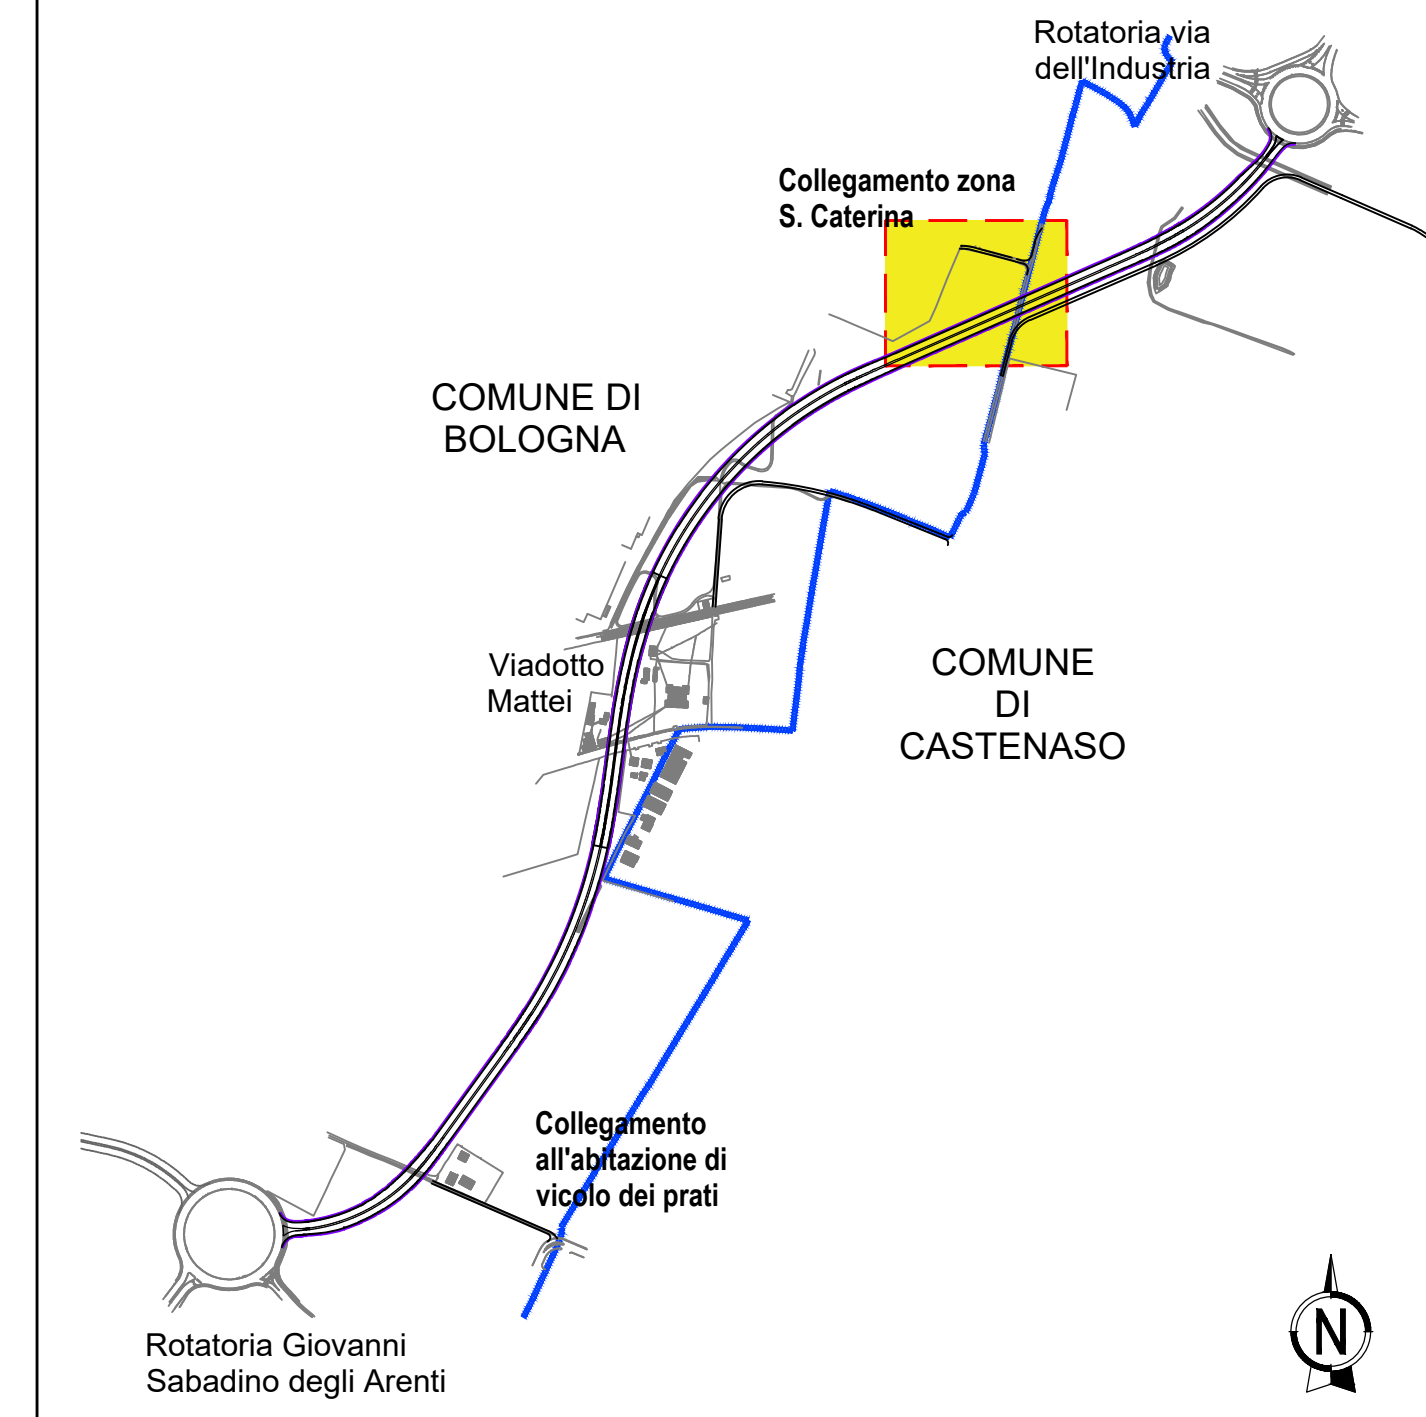 Rotatoria via
dell'Industria
Collegamento zona
S. Caterina
COMUNE DI
BOLOGNA
Viadotto
Mattei
COMUNE
DI
CASTENASO
Collegamento
all'abitazione di
vicolo dei prati
Rotatoria Giovanni
Sabadino degli Arenti
N